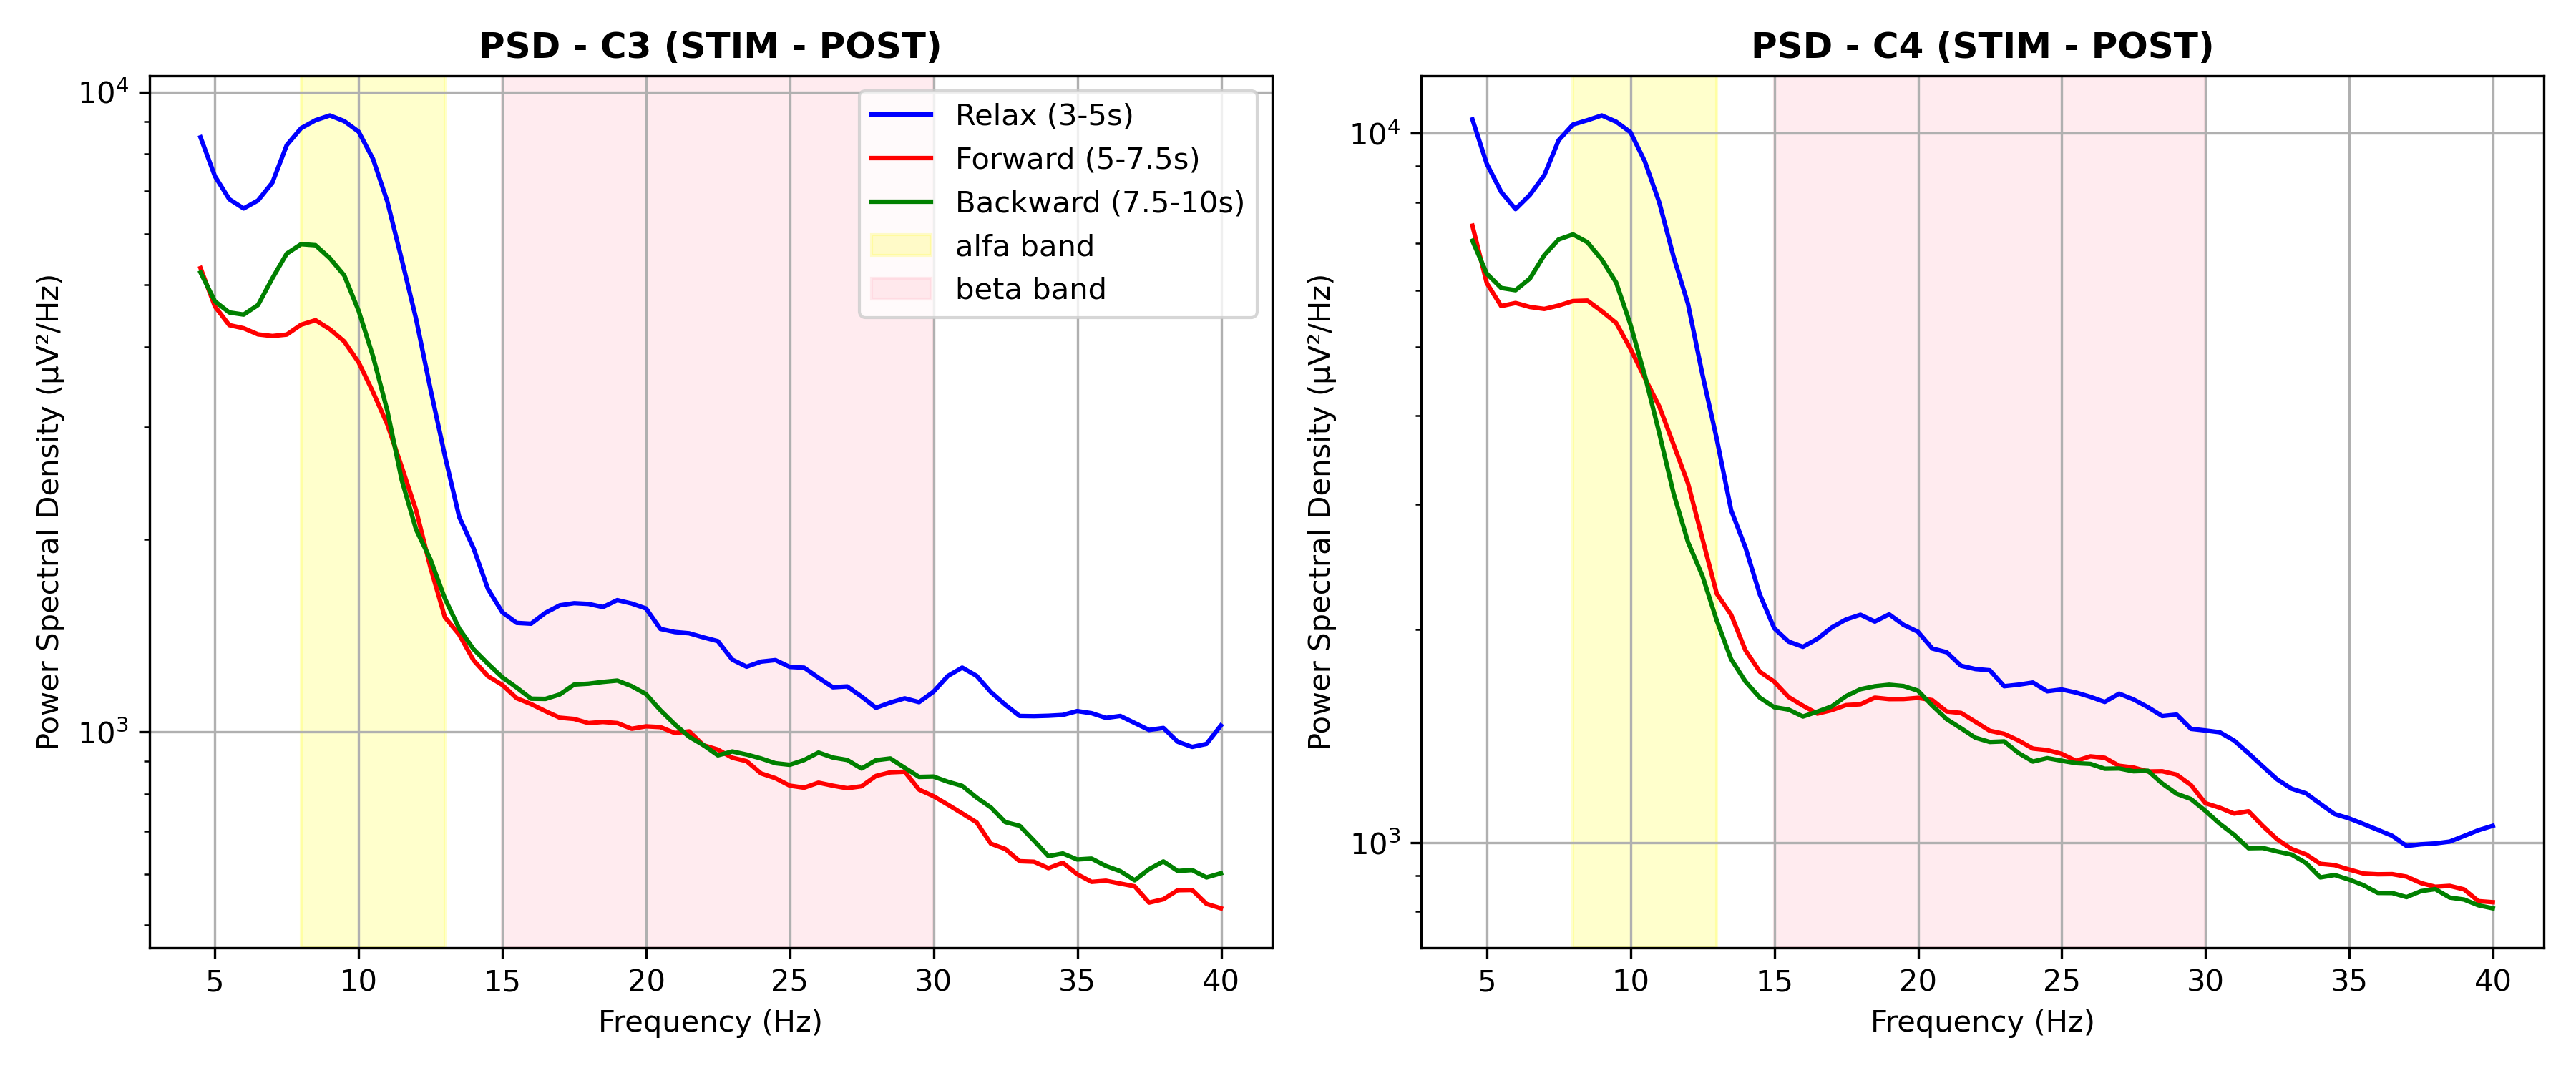 PSD - C3 (STIM - POST)
Power Spectral Density (µV²/Hz)
10⁴
10³
Relax (3-5s)
Forward (5-7.5s)
Backward (7.5-10s)
alfa band
beta band
5 10 15 20 25 30 35 40
Frequency (Hz)
PSD - C4 (STIM - POST)
Power Spectral Density (µV²/Hz)
10⁴
10³
5 10 15 20 25 30 35 40
Frequency (Hz)